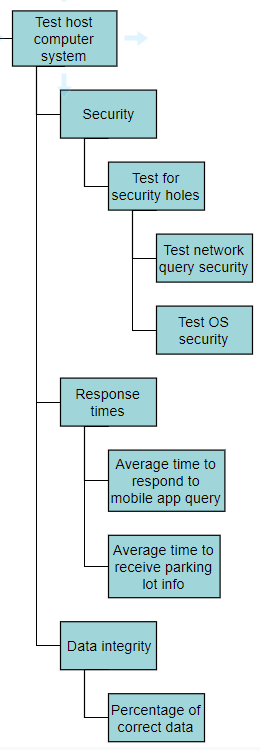 Test host
computer
system
Security
Test for
security holes
Test network
query security
Test OS
security
Response
times
Average time to
respond to
mobile app query
Average time to
receive parking
lot info
Data integrity
Percentage of
correct data